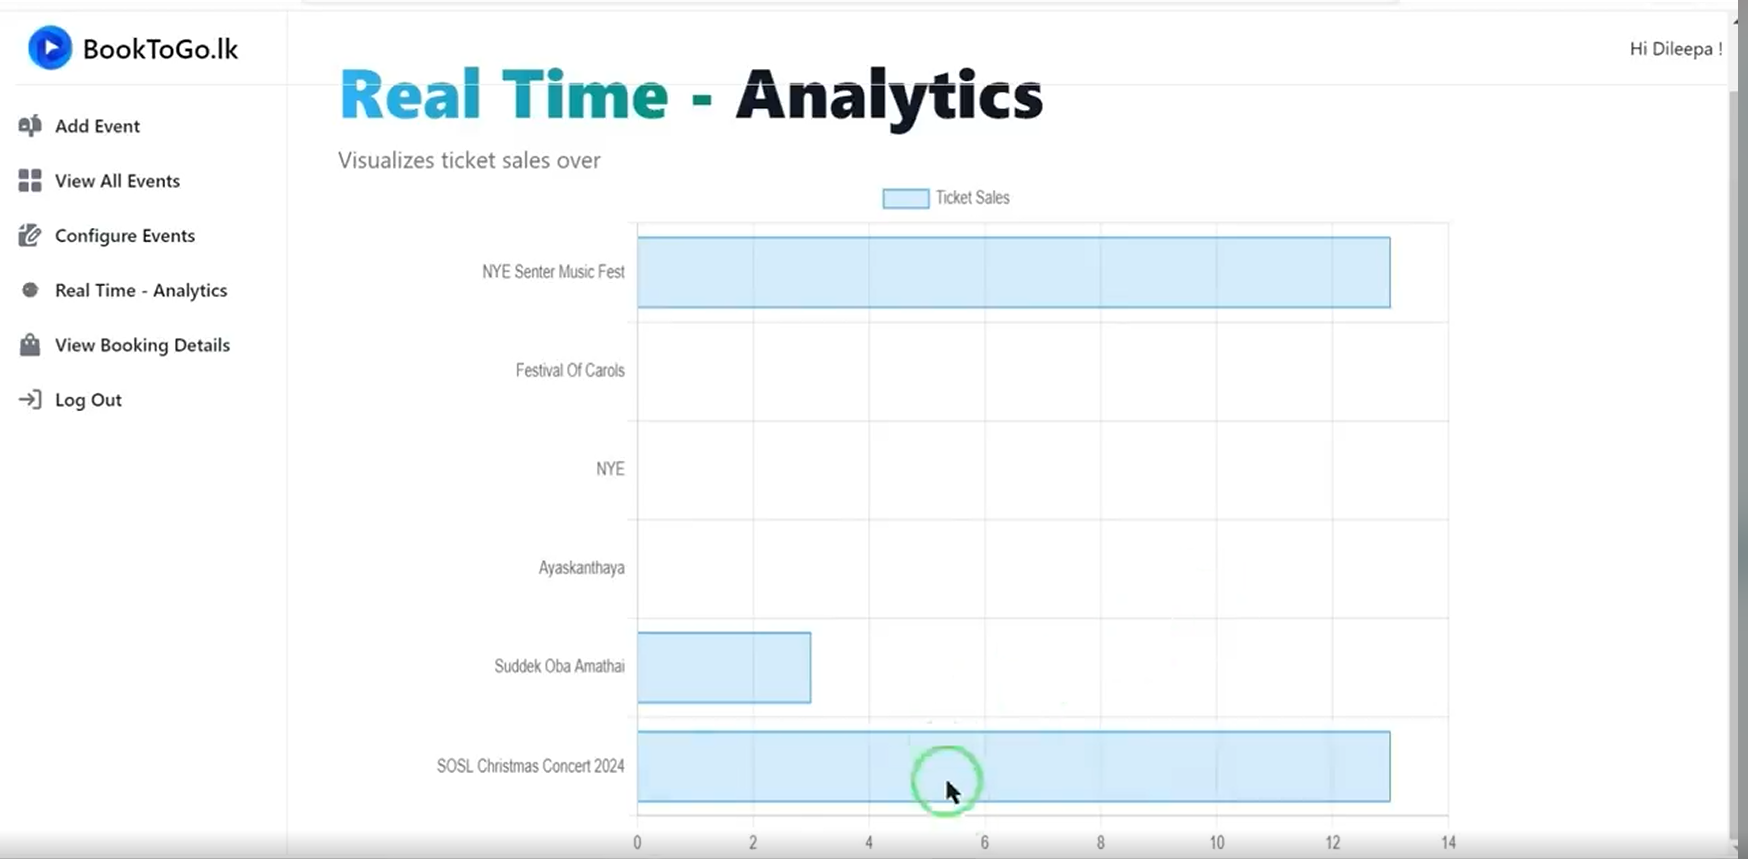 BookToGo.lk
Hi Dileepa !
Add Event
View All Events
Configure Events
Real Time - Analytics
View Booking Details
Log Out
Real Time - Analytics
Visualizes ticket sales over
Ticket Sales
NYE Senter Music Fest
Festival Of Carols
NYE
Ayaskanthaya
Suddek Oba Amathai
SOSL Christmas Concert 2024
0 2 4 6 8 10 12 14